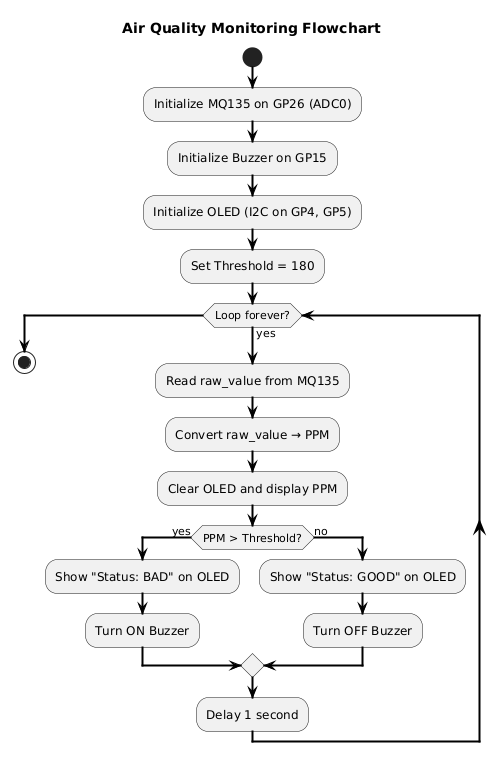 Air Quality Monitoring Flowchart
Initialize MQ135 on GP26 (ADC0)
Initialize Buzzer on GP15
Initialize OLED (I2C on GP4, GP5)
Set Threshold = 180
Loop forever?
yes
Read raw_value from MQ135
Convert raw_value → PPM
Clear OLED and display PPM
yes
PPM > Threshold?
no
Show "Status: BAD" on OLED
Show "Status: GOOD" on OLED
Turn ON Buzzer
Turn OFF Buzzer
Delay 1 second